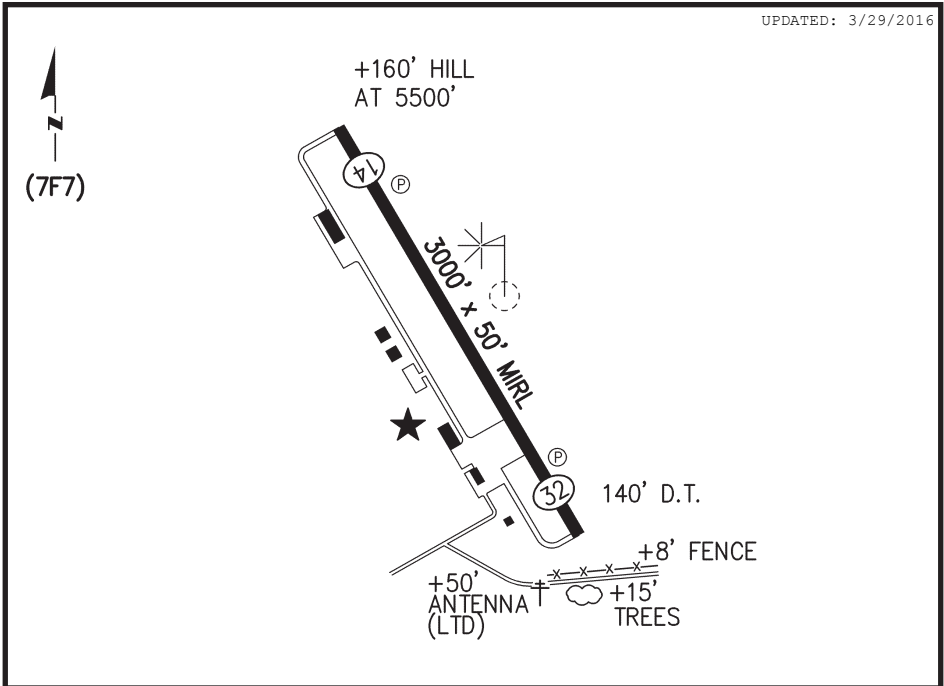 UPDATED: 3/29/2016
+160' HILL
AT 5500'
N
(7F7)
14
P
3000' x 50' MIRL
P
32
140' D.T.
+8' FENCE
+50'
ANTENNA
(LTD)
+15'
TREES